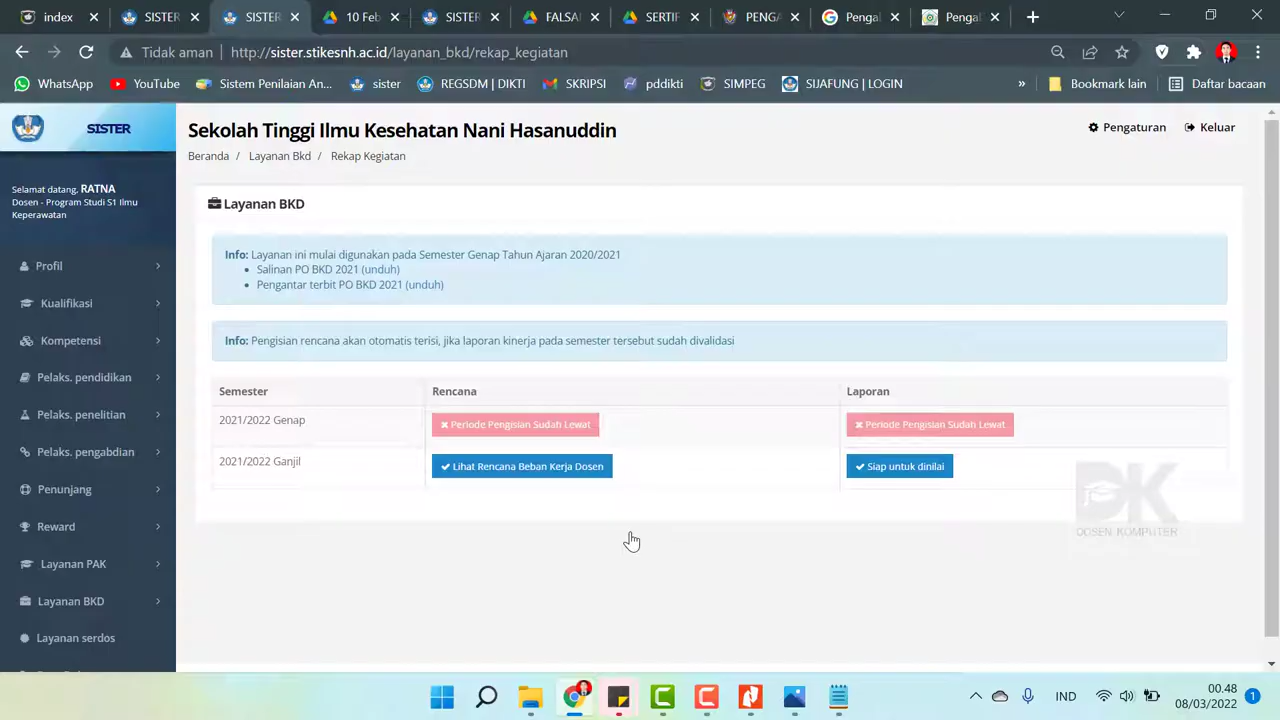 index
SISTER
SISTER
10 Feb
SISTER
FALSA
SERTIF
PENGA
Pengal
Pengal
Tidak aman
http://sister.stikesnh.ac.id/layanan_bkd/rekap_kegiatan
WhatsApp
YouTube
Sistem Penilaian An...
sister
REGSDM | DIKTI
SKRIPSI
pddikti
SIMPEG
SIJAFUNG | LOGIN
»
Bookmark lain
Daftar bacaan
SISTER
Sekolah Tinggi Ilmu Kesehatan Nani Hasanuddin
Pengaturan
Keluar
Beranda / Layanan Bkd / Rekap Kegiatan
Selamat datang, RATNA
Dosen - Program Studi S1 Ilmu
Keperawatan
Profil
Kualifikasi
Kompetensi
Pelaks. pendidikan
Pelaks. penelitian
Pelaks. pengabdian
Penunjang
Reward
Layanan PAK
Layanan BKD
Layanan serdos
Layanan BKD
Info: Layanan ini mulai digunakan pada Semester Genap Tahun Ajaran 2020/2021
• Salinan PO BKD 2021 (unduh)
• Pengantar terbit PO BKD 2021 (unduh)
Info: Pengisian rencana akan otomatis terisi, jika laporan kinerja pada semester tersebut sudah divalidasi
Semester Rencana Laporan
2021/2022 Genap Periode Pengisian Sudah Lewat Periode Pengisian Sudah Lewat
2021/2022 Ganjil Lihat Rencana Beban Kerja Dosen Siap untuk dinilai
DK
DOSEN KOMPUTER
IND
00.48
08/03/2022
1